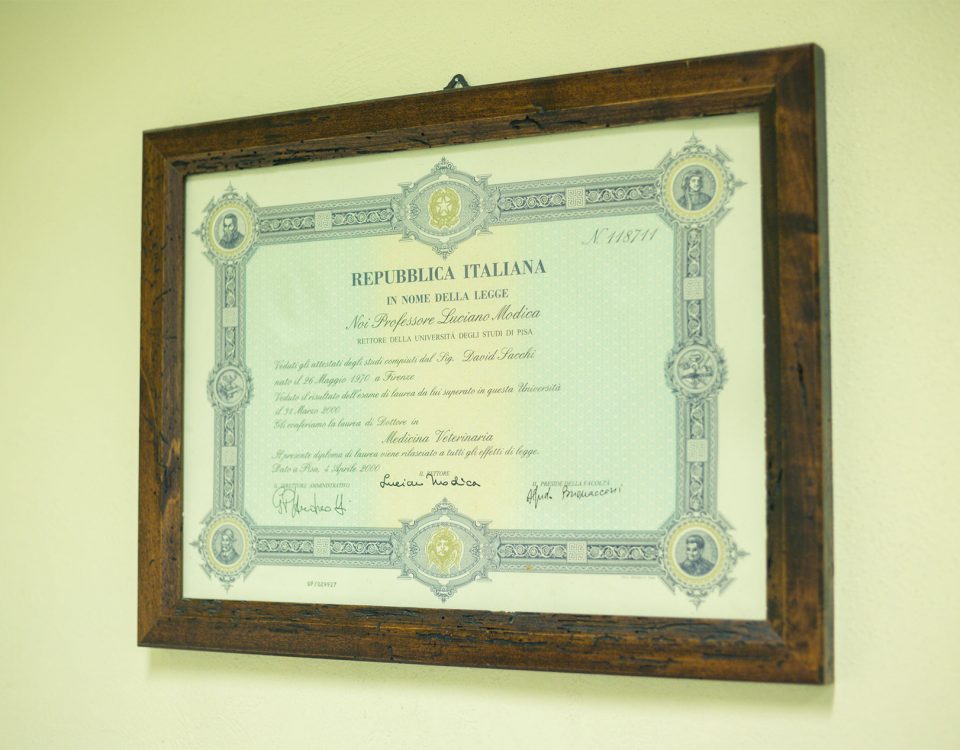 N. 118711
REPUBBLICA ITALIANA
IN NOME DELLA LEGGE
Noi Professore Luciano Modica
RETTORE DELLA UNIVERSITÀ DEGLI STUDI DI PISA
Veduti gli attestati degli studi compiuti dal Sig. David Sacchi
nato il 26 Maggio 1970 a Firenze
Veduto il risultato dell'esame di laurea da lui superato in questa Università
il 31 Marzo 2000
Gli conferiamo la laurea di Dottore in
Medicina Veterinaria
Il presente diploma di laurea viene rilasciato a tutti gli effetti di legge.
Dato a Pisa, 4 Aprile 2000
IL DIRETTORE AMMINISTRATIVO
IL RETTORE
IL PRESIDE DELLA FACOLTÀ
Luciano Modica